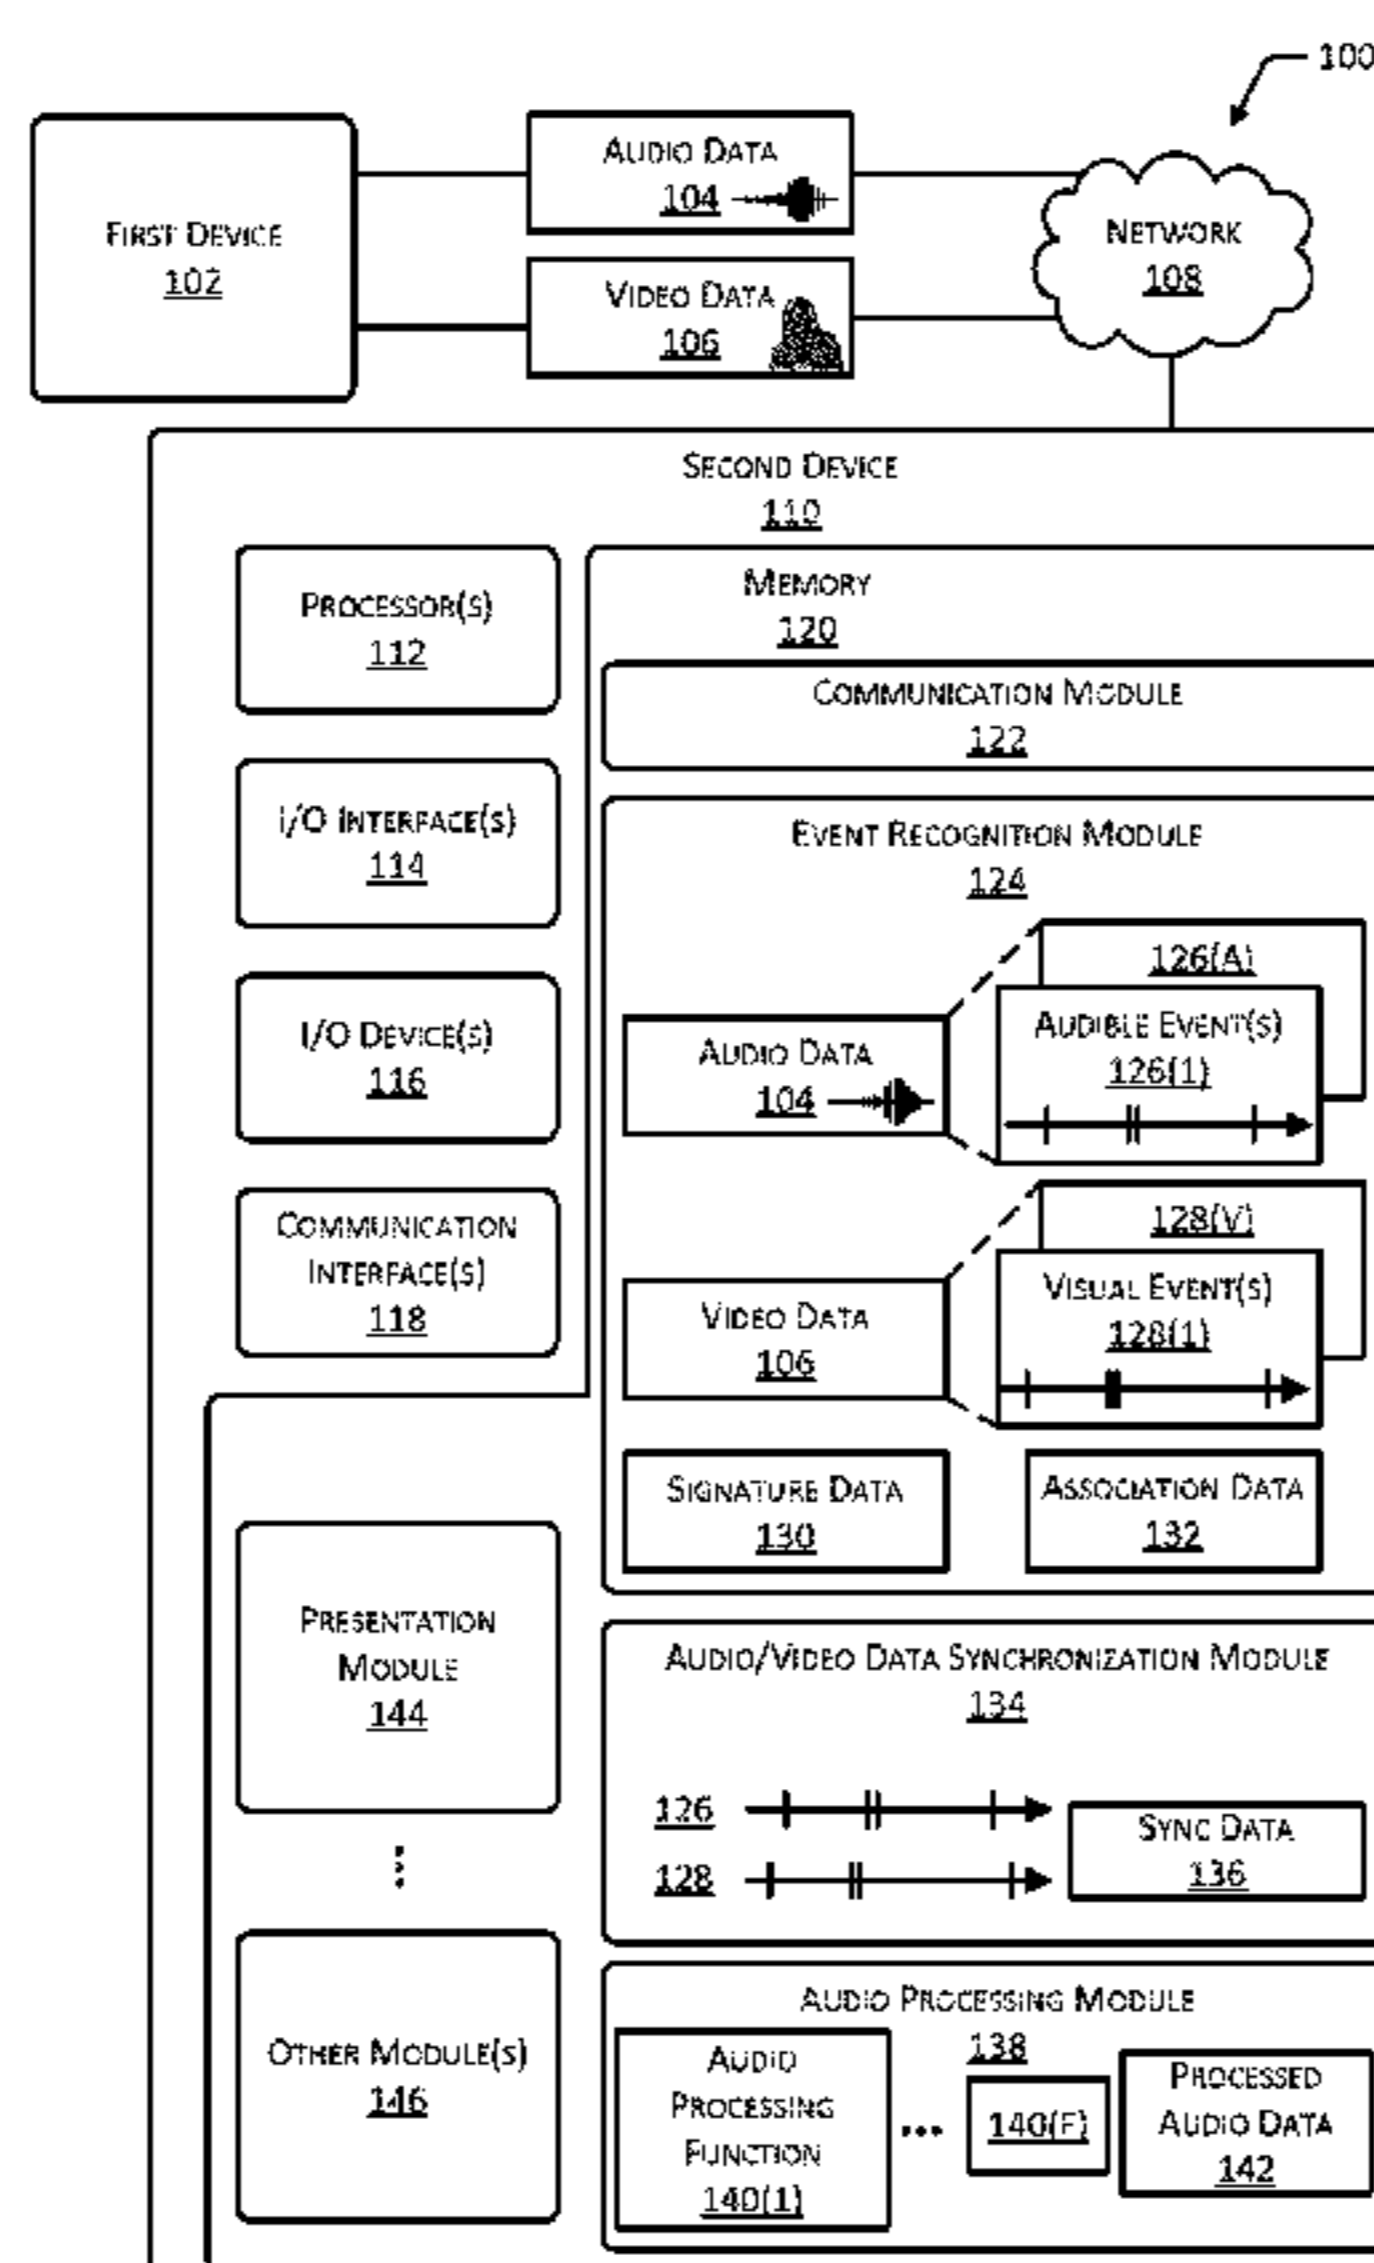 100
AUDIO DATA
104
FIRST DEVICE
102
NETWORK
108
VIDEO DATA
106
SECOND DEVICE
110
PROCESSOR(S)
112
MEMORY
120
COMMUNICATION MODULE
122
I/O INTERFACE(S)
114
EVENT RECOGNITION MODULE
124
126(A)
AUDIBLE EVENT(S)
126(1)
I/O DEVICE(S)
116
AUDIO DATA
104
128(V)
VISUAL EVENT(S)
128(1)
COMMUNICATION
INTERFACE(S)
118
VIDEO DATA
106
SIGNATURE DATA
130
ASSOCIATION DATA
132
PRESENTATION
MODULE
144
AUDIO/VIDEO DATA SYNCHRONIZATION MODULE
134
126
128
SYNC DATA
136
OTHER MODULE(S)
146
AUDIO PROCESSING MODULE
138
AUDIO
PROCESSING
FUNCTION
140(1)
140(F)
PROCESSED
AUDIO DATA
142